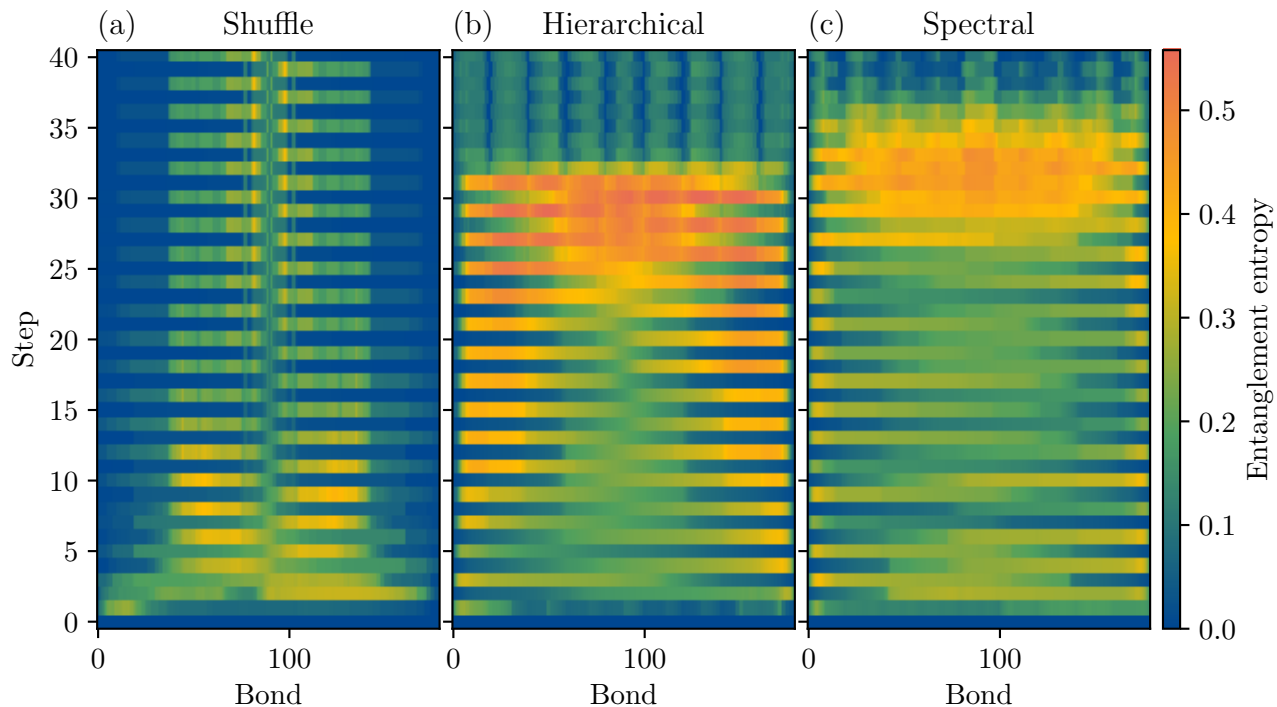 (a) Shuffle
(b) Hierarchical
(c) Spectral
40
35
30
25
20
15
10
5
0
Step
0 100
Bond
0 100
Bond
0 100
Bond
0.5
0.4
0.3
0.2
0.1
0.0
Entanglement entropy